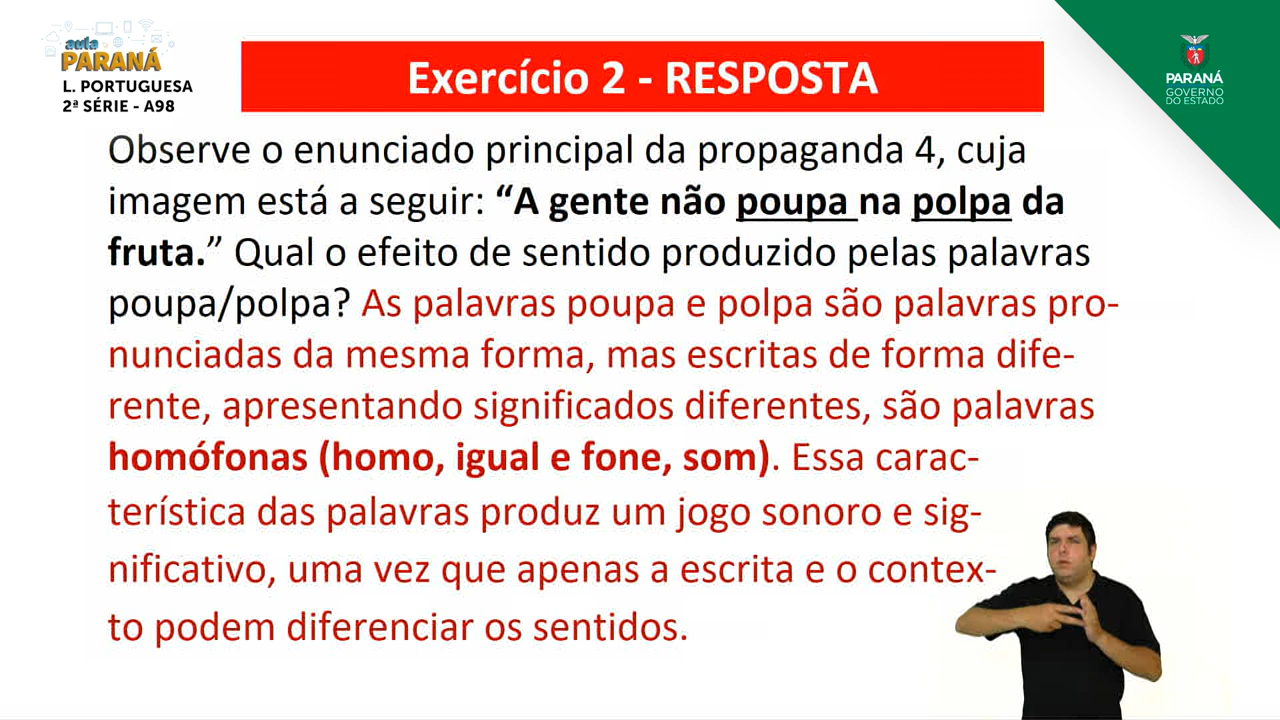 aula
PARANÁ
L. PORTUGUESA
2ª SÉRIE - A98
Exercício 2 - RESPOSTA
PARANÁ
GOVERNO
DO ESTADO
Observe o enunciado principal da propaganda 4, cuja
imagem está a seguir: “A gente não poupa na polpa da
fruta.” Qual o efeito de sentido produzido pelas palavras
poupa/polpa? As palavras poupa e polpa são palavras pro-
nunciadas da mesma forma, mas escritas de forma dife-
rente, apresentando significados diferentes, são palavras
homófonas (homo, igual e fone, som). Essa carac-
terística das palavras produz um jogo sonoro e sig-
nificativo, uma vez que apenas a escrita e o contex-
to podem diferenciar os sentidos.